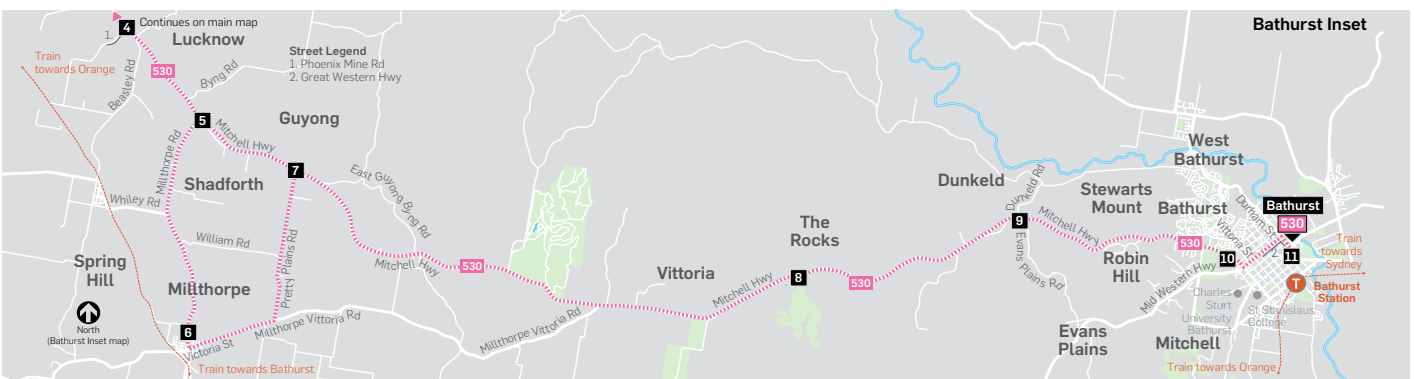 Bathurst Inset
4
Continues on main map
1.
Lucknow
Train
towards Orange
530
Street Legend
1. Phoenix Mine Rd
2. Great Western Hwy
Beasley Rd
Byng Rd
5
Guyong
Mitchell Hwy
Millthorpe Rd
7
Shadforth
East Guyong Byng Rd
Whiley Rd
William Rd
Pretty Plains Rd
Spring
Hill
Millthorpe
North
(Bathurst Inset map)
6
Victoria St
Millthorpe Vittoria Rd
Train towards Bathurst
Mitchell Hwy
530
Millthorpe Vittoria Rd
Vittoria
Mitchell Hwy
The
Rocks
8
530
Dunkeld
Dunkeld Rd
9
Evans Plains Rd
Mitchell Hwy
Stewarts
Mount
West
Bathurst
Bathurst
Durham St
Vittoria St
Bathurst
530
530
Robin
Hill
10
2.
11
Train
towards
Sydney
T
Bathurst
Station
Mid Western Hwy
Charles
Sturt
University
Bathurst
St Stanislaus
College
Evans
Plains
Mitchell
Train towards Orange